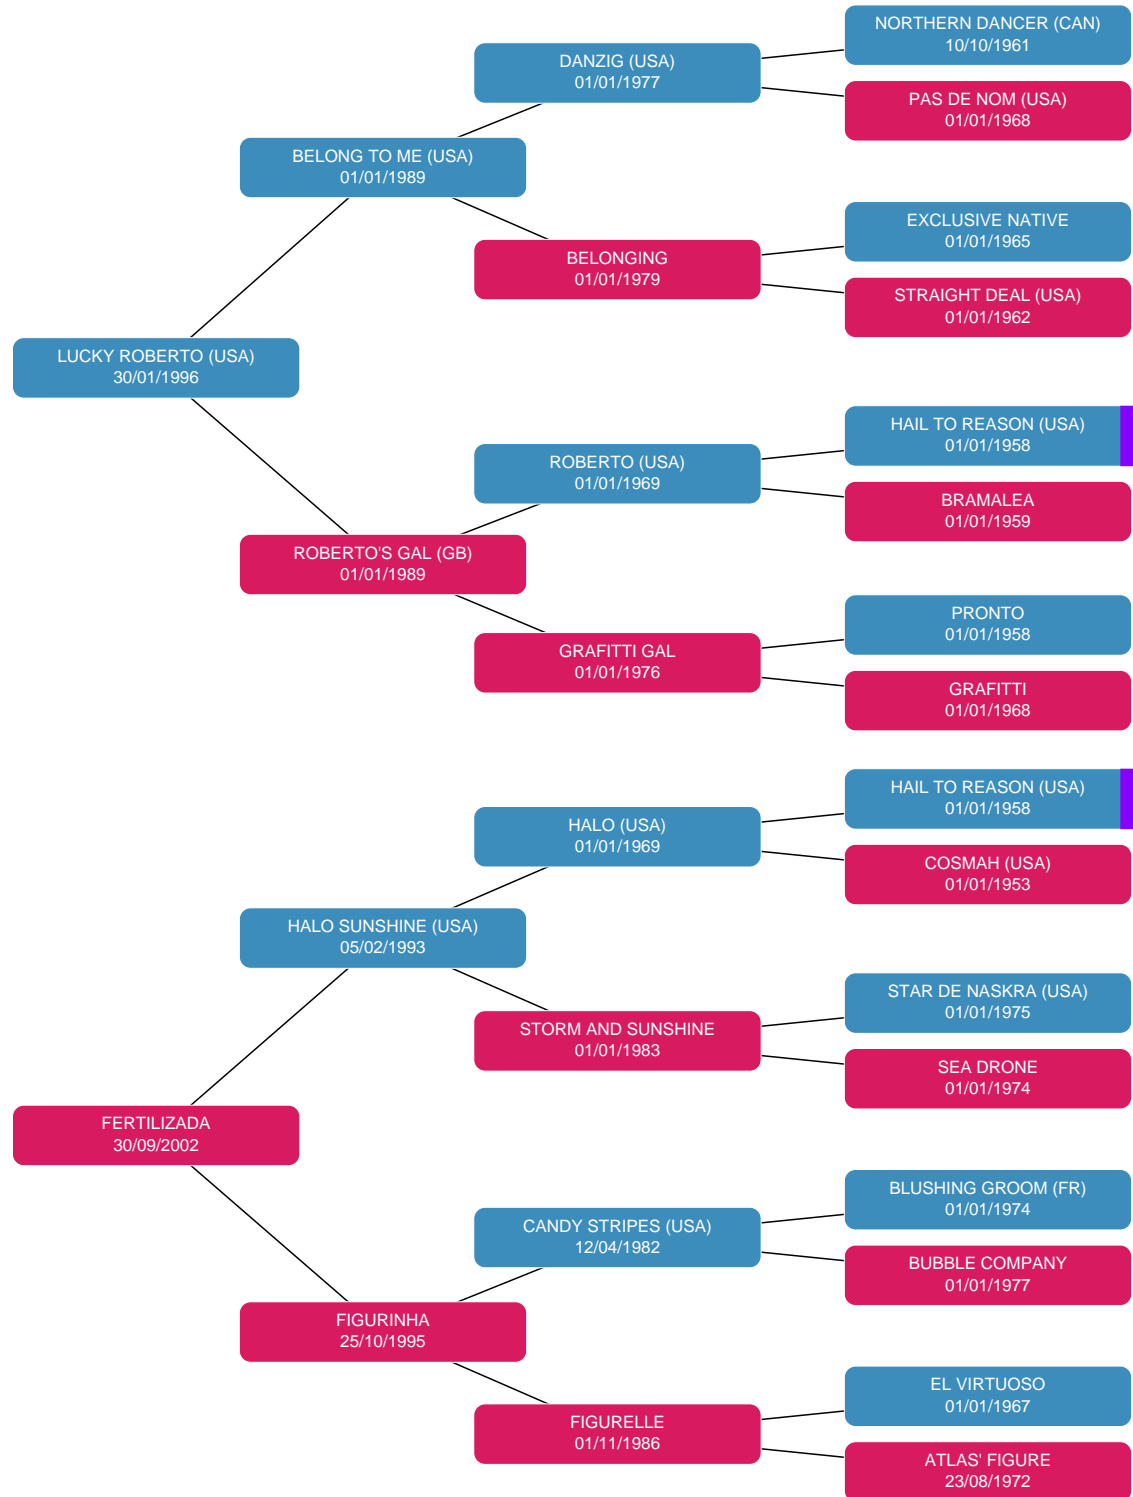 NORTHERN DANCER (CAN)
10/10/1961
DANZIG (USA)
01/01/1977
PAS DE NOM (USA)
01/01/1968
BELONG TO ME (USA)
01/01/1989
EXCLUSIVE NATIVE
01/01/1965
BELONGING
01/01/1979
STRAIGHT DEAL (USA)
01/01/1962
LUCKY ROBERTO (USA)
30/01/1996
HAIL TO REASON (USA)
01/01/1958
ROBERTO (USA)
01/01/1969
BRAMALEA
01/01/1959
ROBERTO'S GAL (GB)
01/01/1989
PRONTO
01/01/1958
GRAFITTI GAL
01/01/1976
GRAFITTI
01/01/1968
HAIL TO REASON (USA)
01/01/1958
HALO (USA)
01/01/1969
COSMAH (USA)
01/01/1953
HALO SUNSHINE (USA)
05/02/1993
STAR DE NASKRA (USA)
01/01/1975
STORM AND SUNSHINE
01/01/1983
SEA DRONE
01/01/1974
FERTILIZADA
30/09/2002
BLUSHING GROOM (FR)
01/01/1974
CANDY STRIPES (USA)
12/04/1982
BUBBLE COMPANY
01/01/1977
FIGURINHA
25/10/1995
EL VIRTUOSO
01/01/1967
FIGURELLE
01/11/1986
ATLAS' FIGURE
23/08/1972